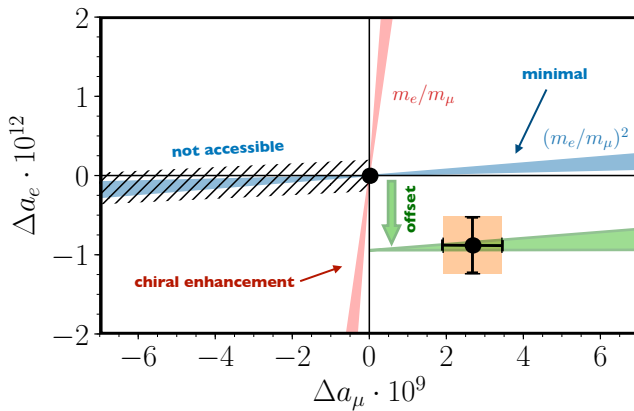 2
minimal
m_e/m_μ
1
not accessible
(m_e/m_μ)^2
Δa_e · 10^12
0
offset
−1
chiral enhancement
−2
−6 −4 −2 0 2 4 6
Δa_μ · 10^9